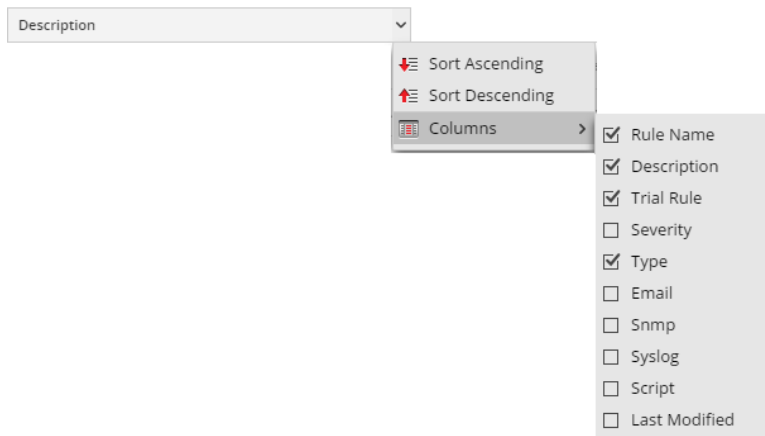 Description
Sort Ascending
Sort Descending
Columns
Rule Name
Description
Trial Rule
Severity
Type
Email
Snmp
Syslog
Script
Last Modified